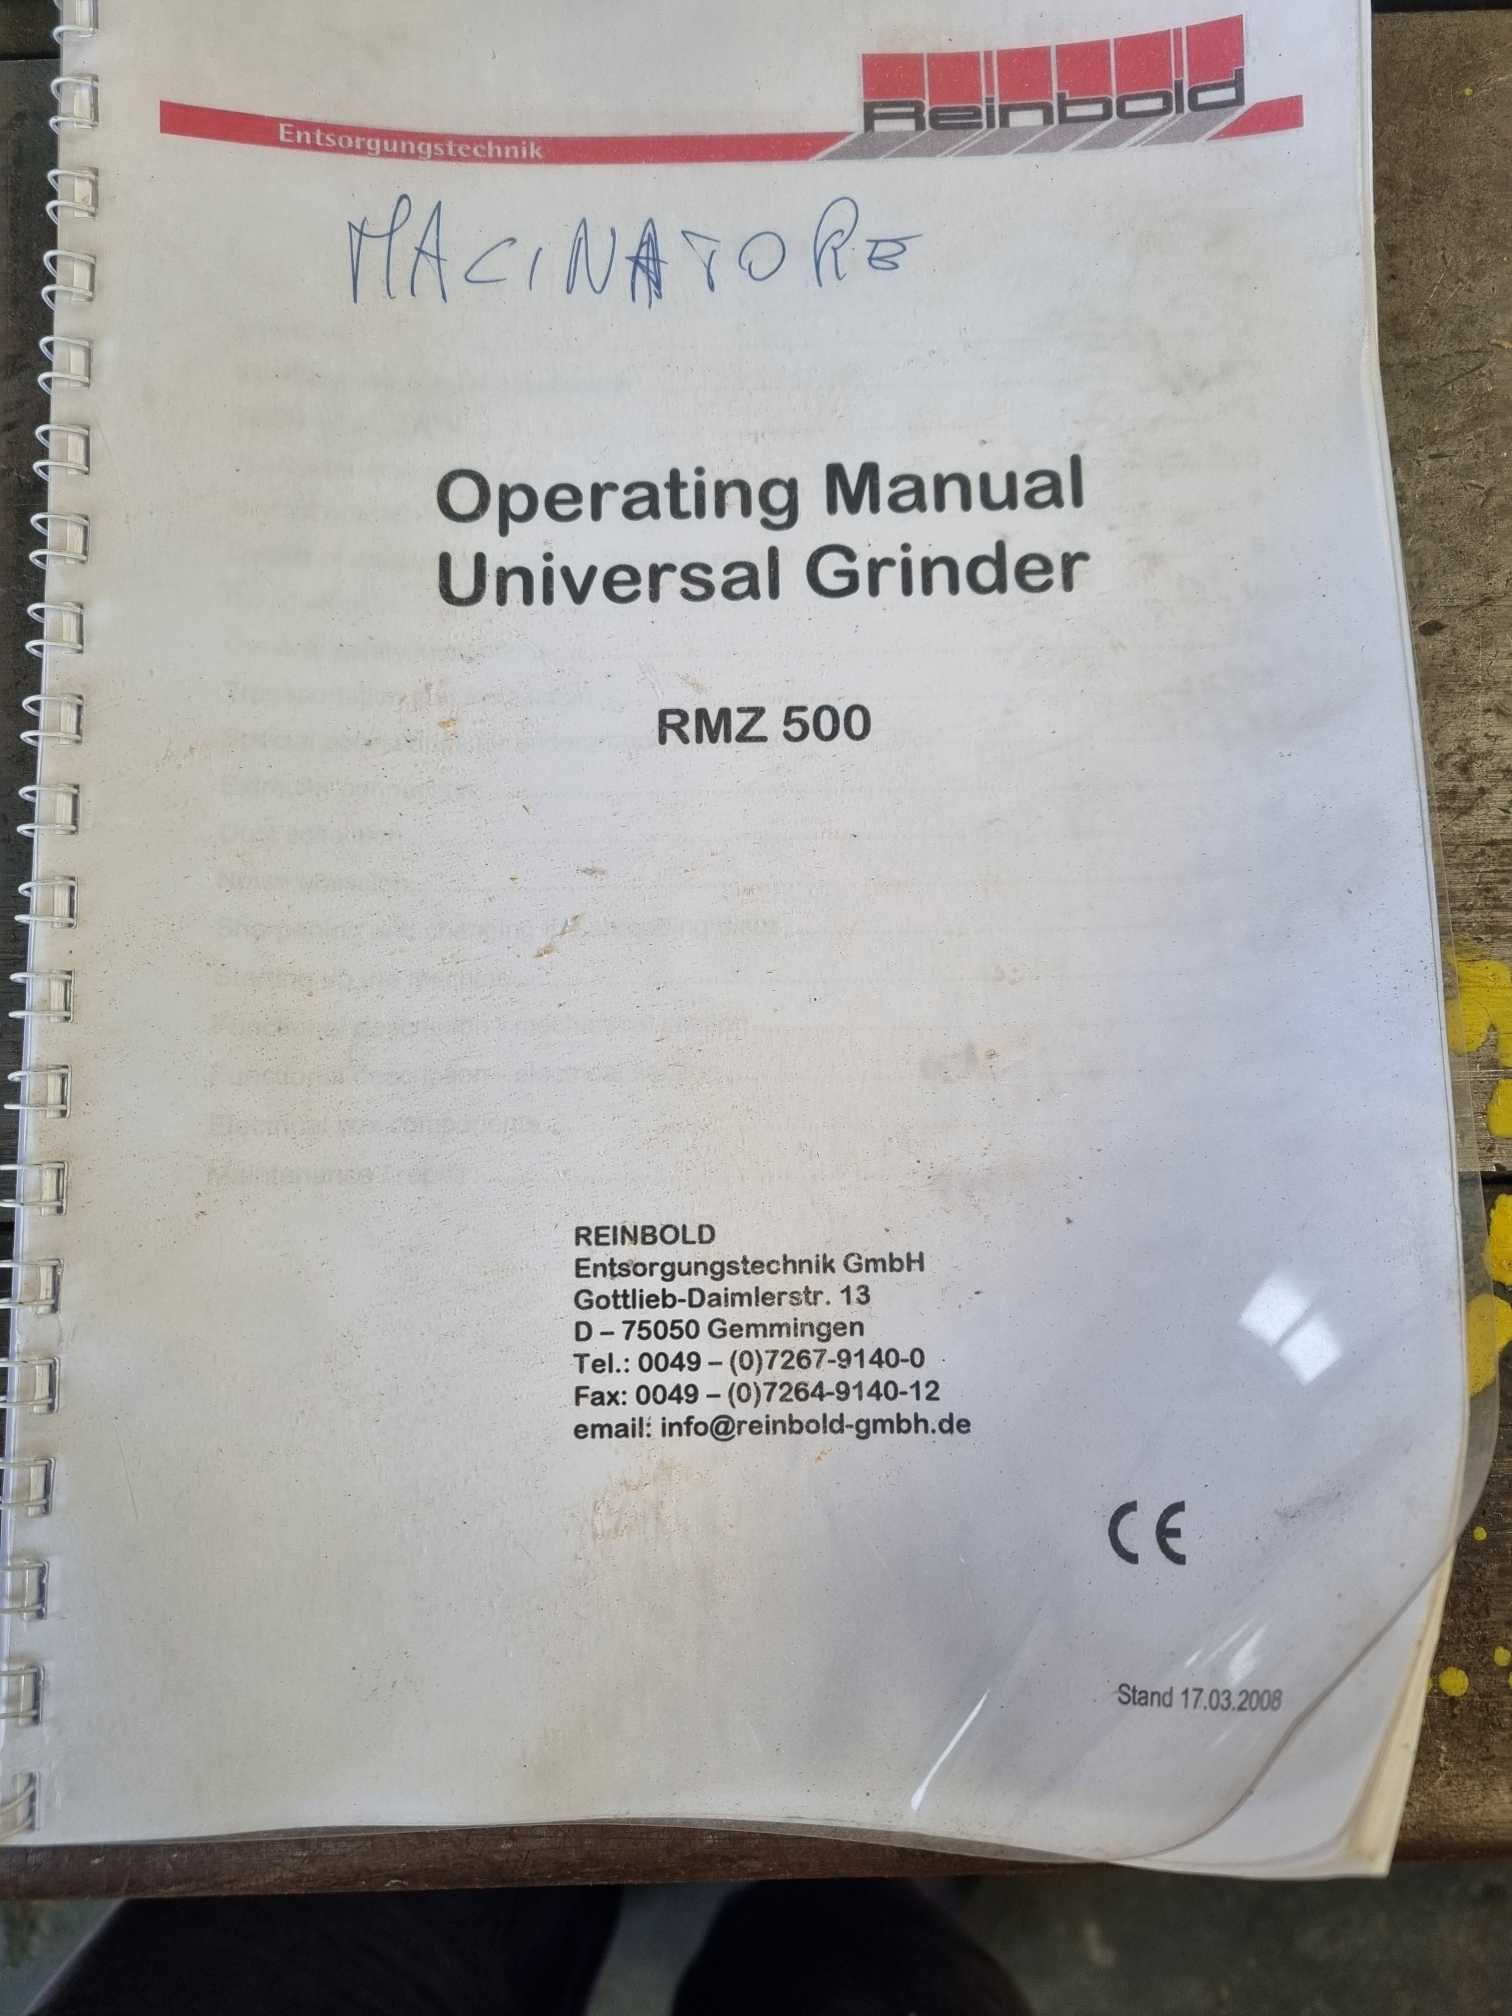 Reinbold
Entsorgungstechnik
MACINATORE
Operating Manual
Universal Grinder
RMZ 500
REINBOLD
Entsorgungstechnik GmbH
Gottlieb-Daimlerstr. 13
D – 75050 Gemmingen
Tel.: 0049 – (0)7267-9140-0
Fax: 0049 – (0)7264-9140-12
email: info@reinbold-gmbh.de
CE
Stand 17.03.2008